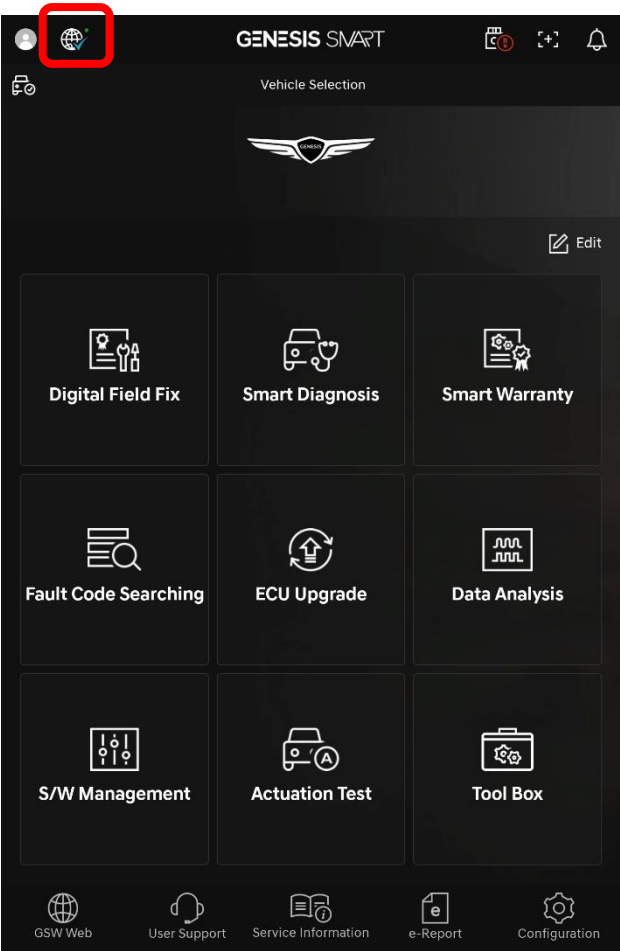 GENESIS SMART
Vehicle Selection
GENESIS
Edit
Digital Field Fix
Smart Diagnosis
Smart Warranty
Fault Code Searching
ECU Upgrade
Data Analysis
S/W Management
A
Actuation Test
Tool Box
GSW Web
User Support
i
Service Information
e
e-Report
Configuration